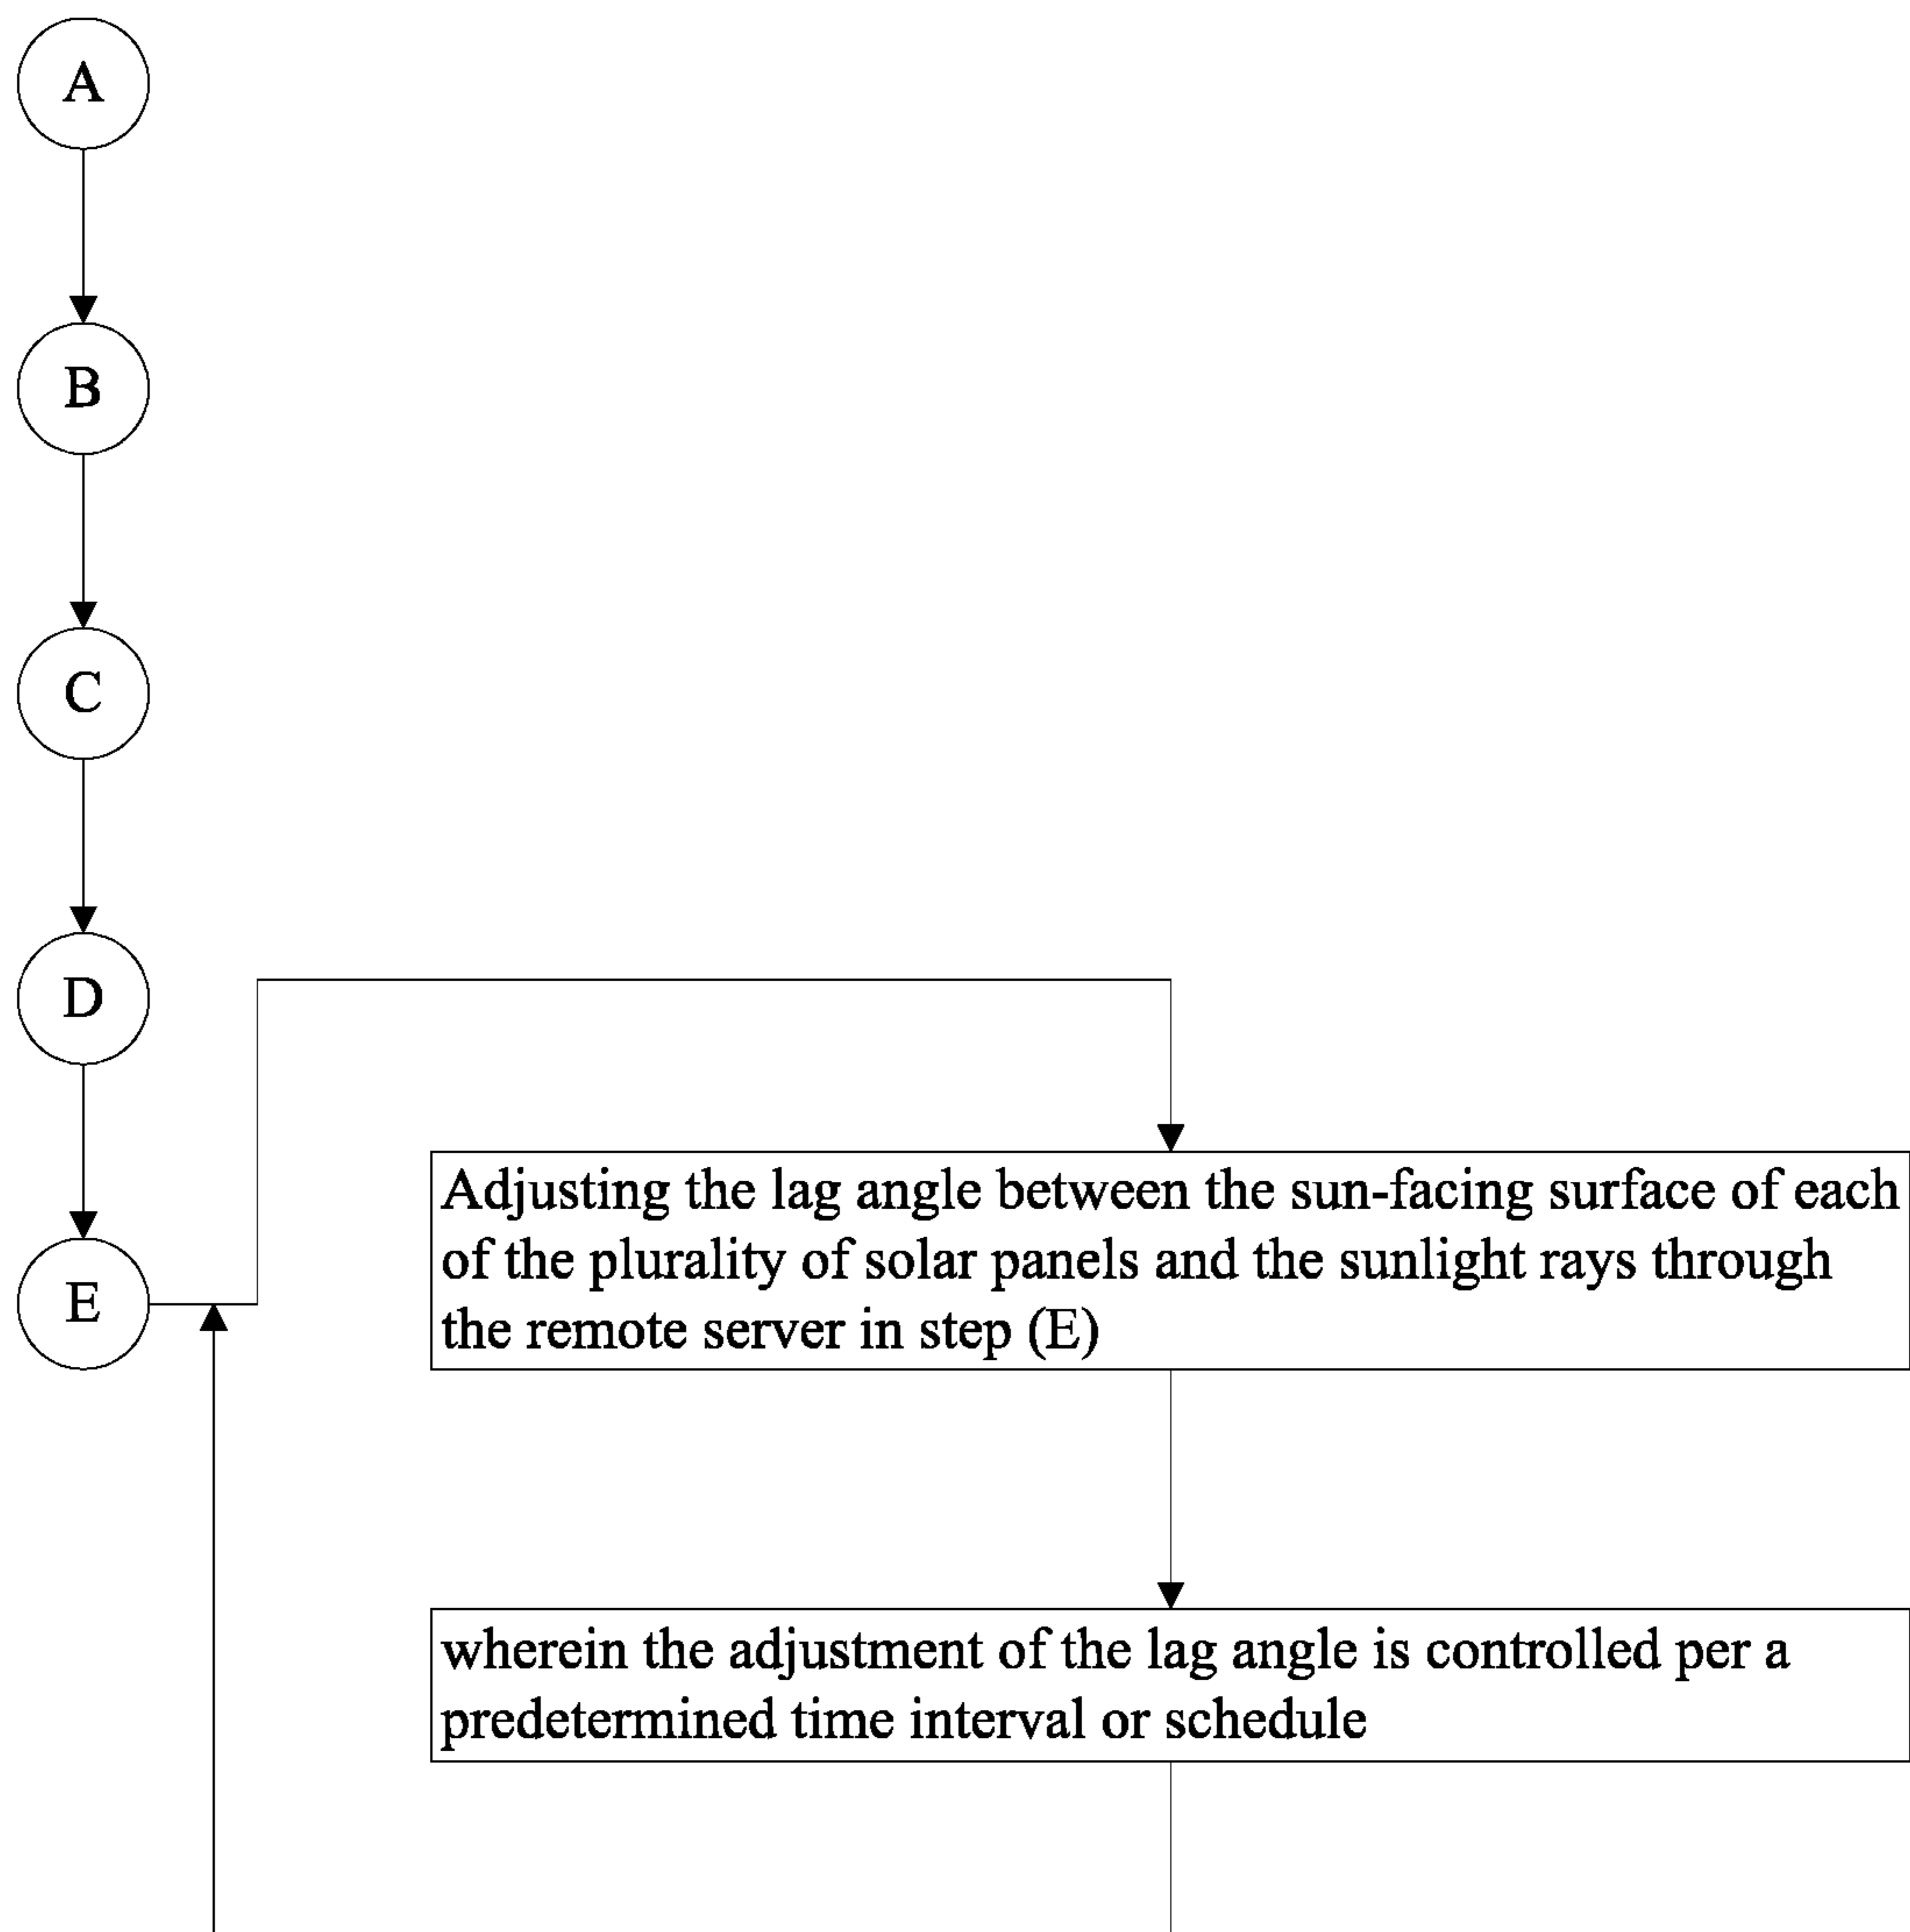 A
B
C
D
E
Adjusting the lag angle between the sun-facing surface of each
of the plurality of solar panels and the sunlight rays through
the remote server in step (E)
wherein the adjustment of the lag angle is controlled per a
predetermined time interval or schedule